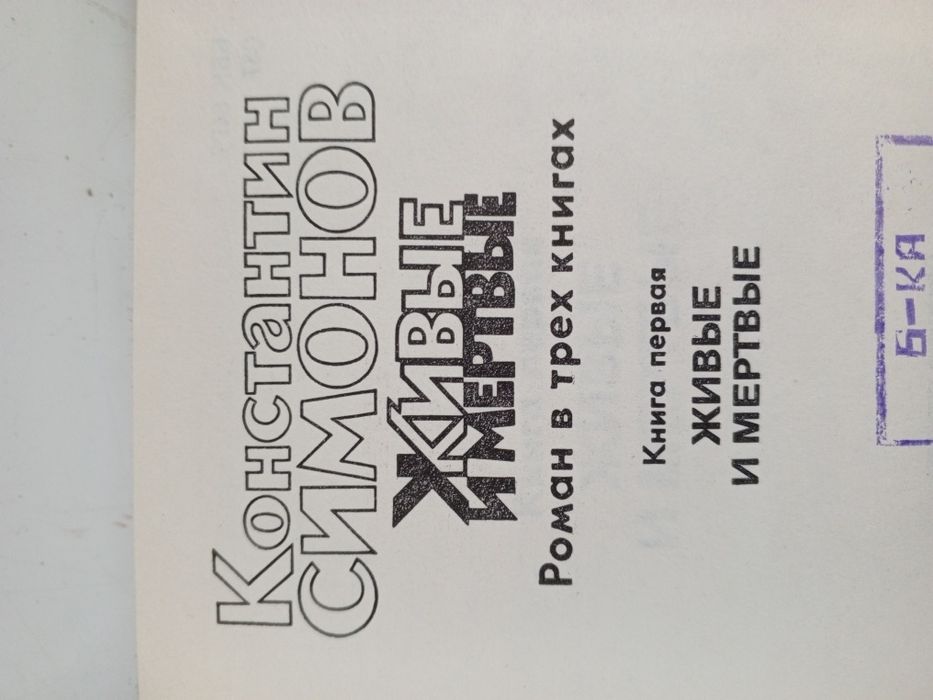 Константин
СИМОНОВ
ЖИВЫЕ
И МЕРТВЫЕ
Роман в трех книгах
Книга первая
ЖИВЫЕ
И МЕРТВЫЕ
Б-КА